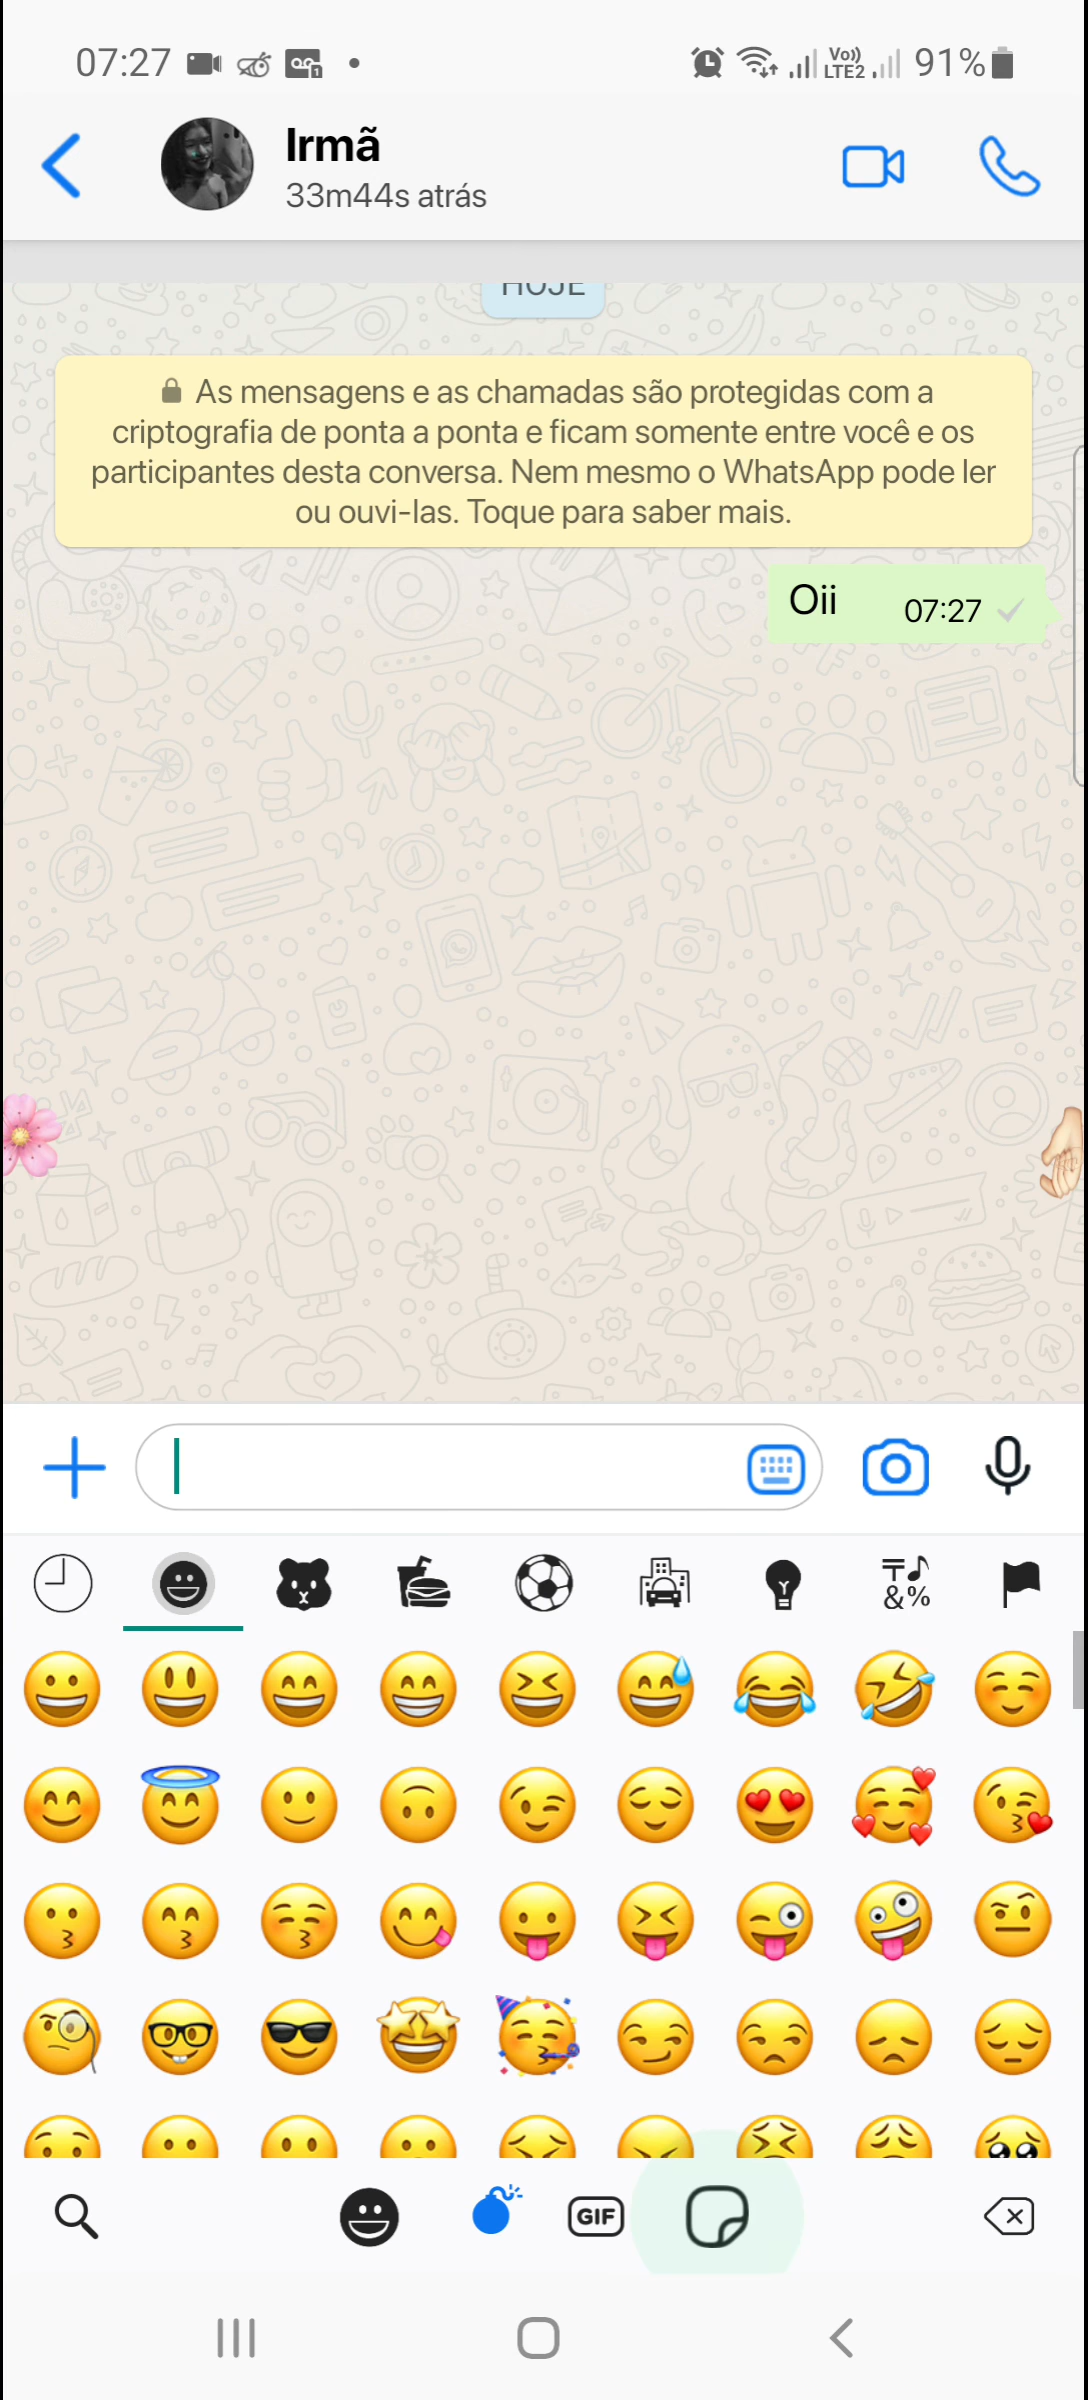 07:27
Vo))
LTE2
91%
Irmã
33m44s atrás
HOJE
As mensagens e as chamadas são protegidas com a
criptografia de ponta a ponta e ficam somente entre você e os
participantes desta conversa. Nem mesmo o WhatsApp pode ler
ou ouvi-las. Toque para saber mais.
Oii 07:27
&%
GIF